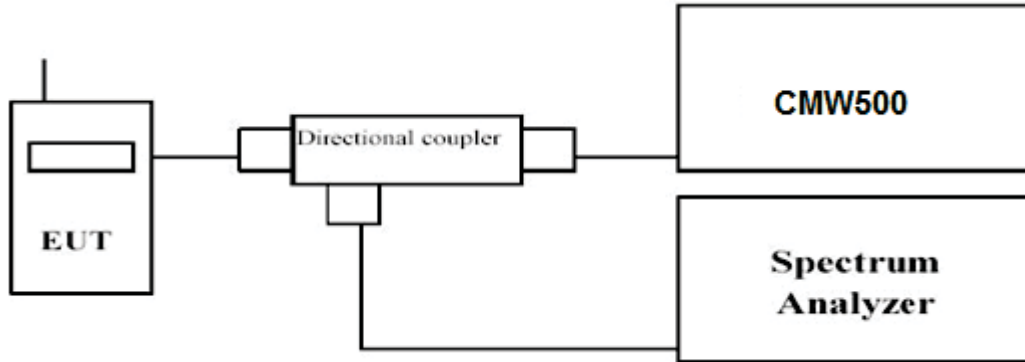 CMW500
Directional coupler
EUT
Spectrum
Analyzer